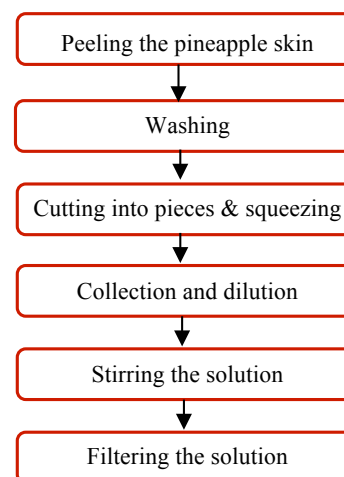 Peeling the pineapple skin
Washing
Cutting into pieces & squeezing
Collection and dilution
Stirring the solution
Filtering the solution